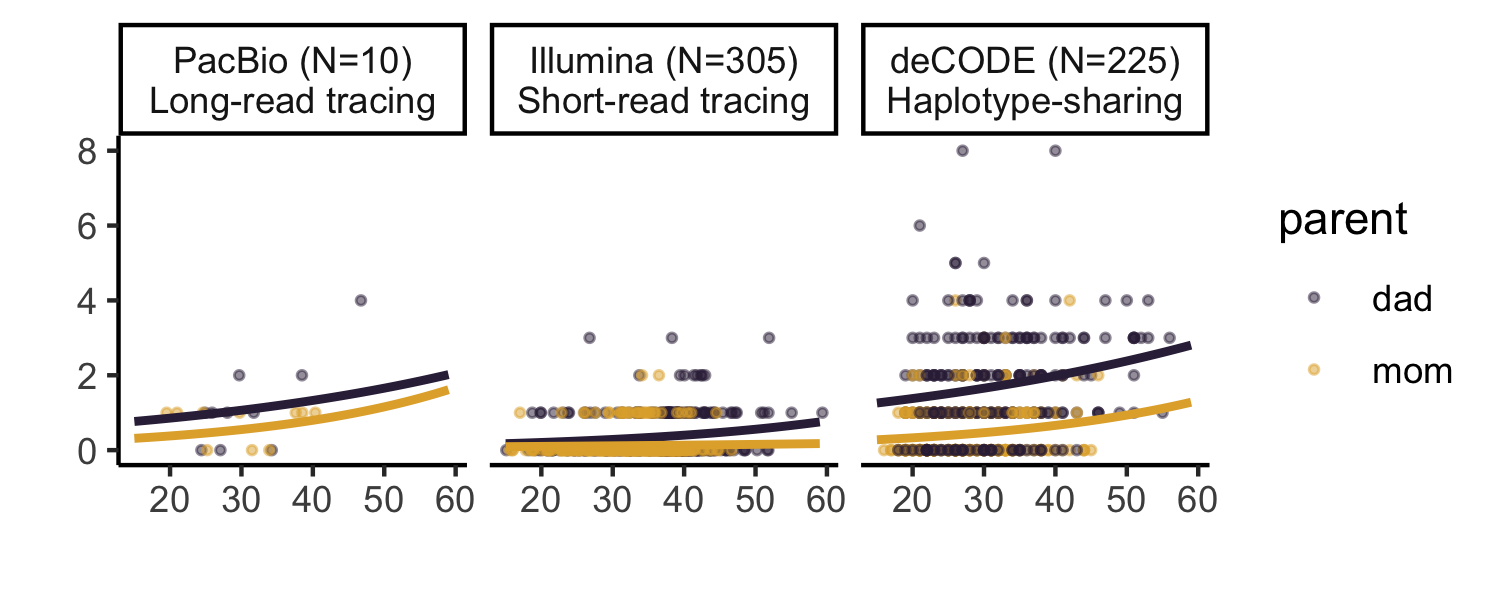 PacBio (N=10)
Long-read tracing
Illumina (N=305)
Short-read tracing
deCODE (N=225)
Haplotype-sharing
8
6
4
2
0
20 30 40 50 60
20 30 40 50 60
20 30 40 50 60
parent
dad
mom